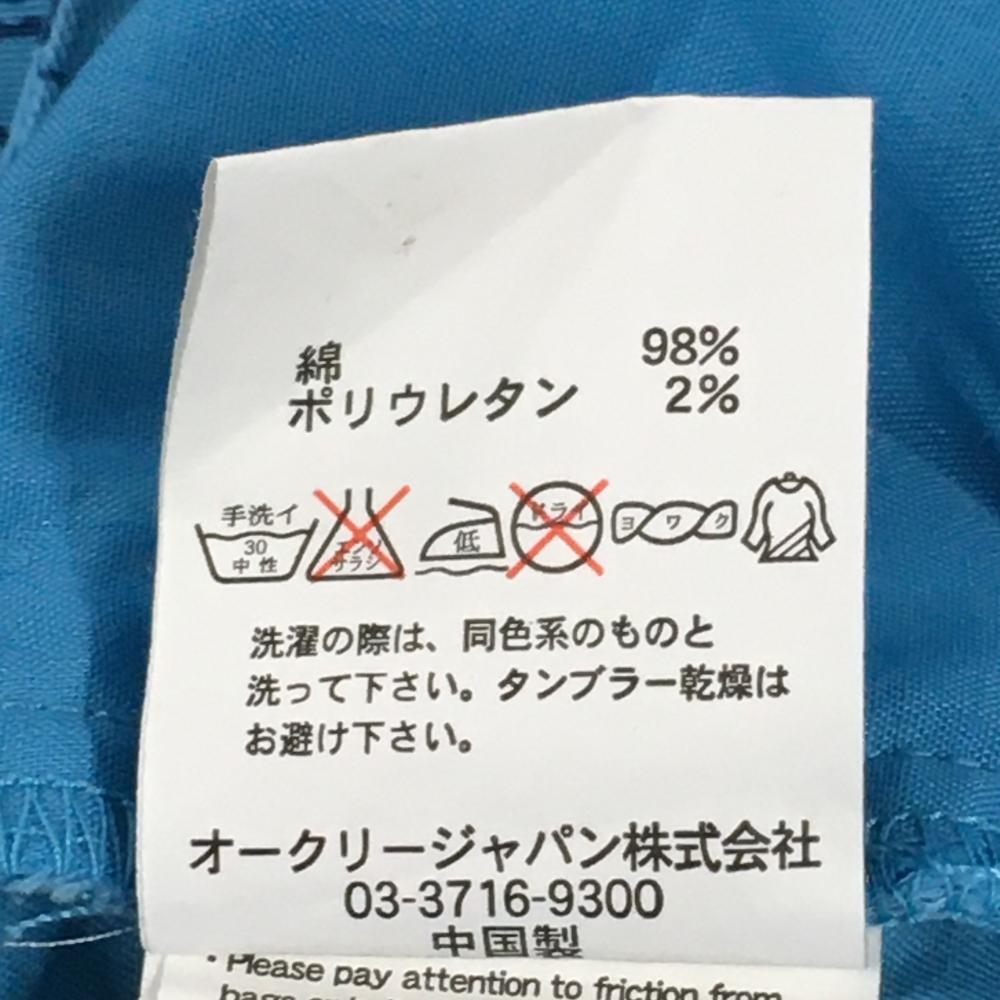 綿 98%
ポリウレタン 2%
手洗イ
30
中性
エンソ
サラシ
低
ドライ
ヨワク
洗濯の際は、同色系のものと
洗って下さい。タンブラー乾燥は
お避け下さい。
オークリージャパン株式会社
03-3716-9300
中国製
・Please pay attention to friction from